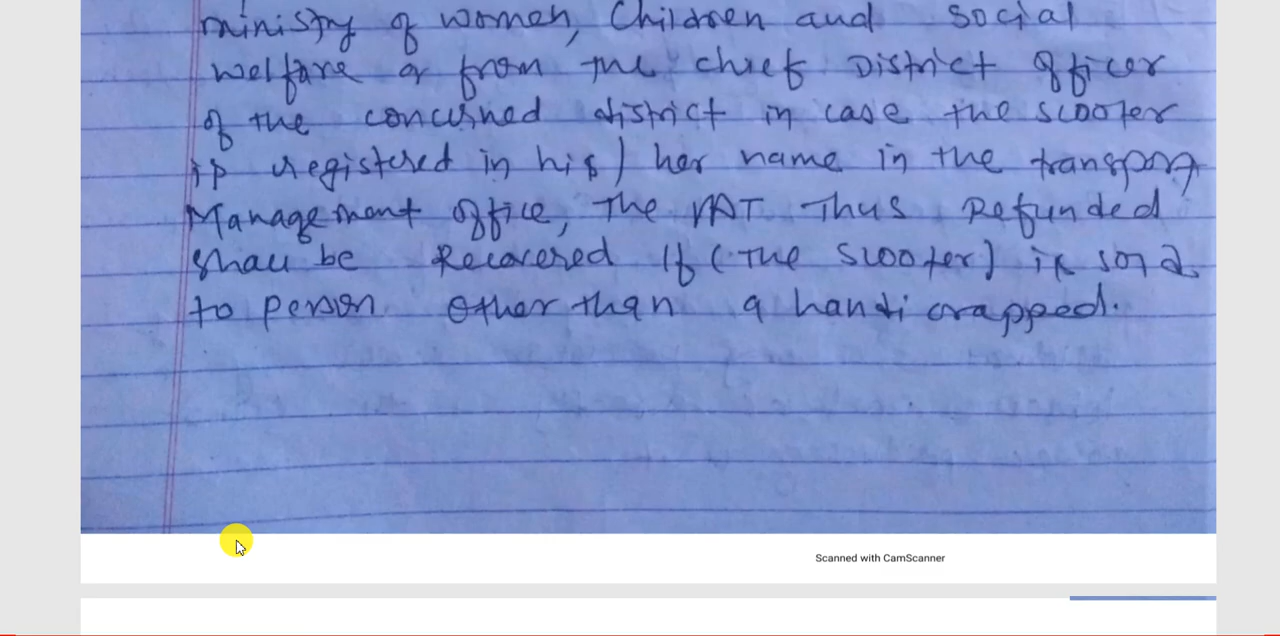 ministry of women, Children and Social
welfare or from the chief District Officer
of the concerned district in case the scooter
is registered in his/her name in the transport
Management Office, The VAT Thus Refunded
shall be Recovered If (The Scooter) is sold
to person Other than a handicrapped.
Scanned with CamScanner